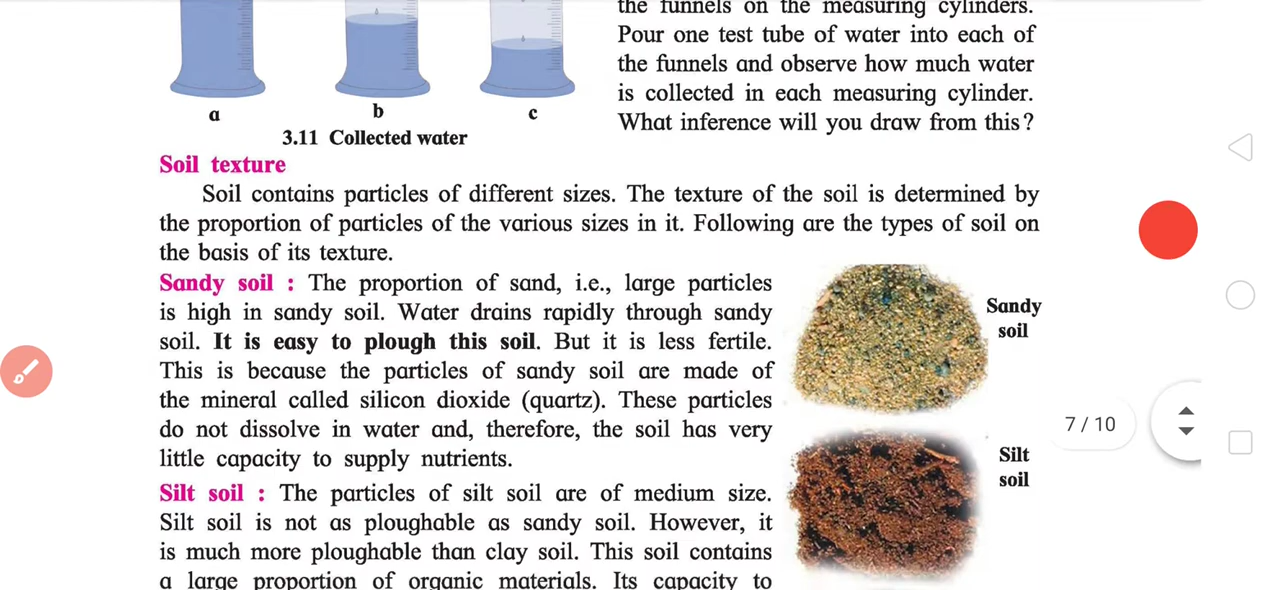 the funnels on the measuring cylinders.
Pour one test tube of water into each of
the funnels and observe how much water
is collected in each measuring cylinder.
What inference will you draw from this?
a
b
c
3.11 Collected water
Soil texture
Soil contains particles of different sizes. The texture of the soil is determined by
the proportion of particles of the various sizes in it. Following are the types of soil on
the basis of its texture.
Sandy soil : The proportion of sand, i.e., large particles
is high in sandy soil. Water drains rapidly through sandy
soil. It is easy to plough this soil. But it is less fertile.
This is because the particles of sandy soil are made of
the mineral called silicon dioxide (quartz). These particles
do not dissolve in water and, therefore, the soil has very
little capacity to supply nutrients.
Sandy
soil
7 / 10
Silt soil : The particles of silt soil are of medium size.
Silt soil is not as ploughable as sandy soil. However, it
is much more ploughable than clay soil. This soil contains
a large proportion of organic materials. Its capacity to
Silt
soil